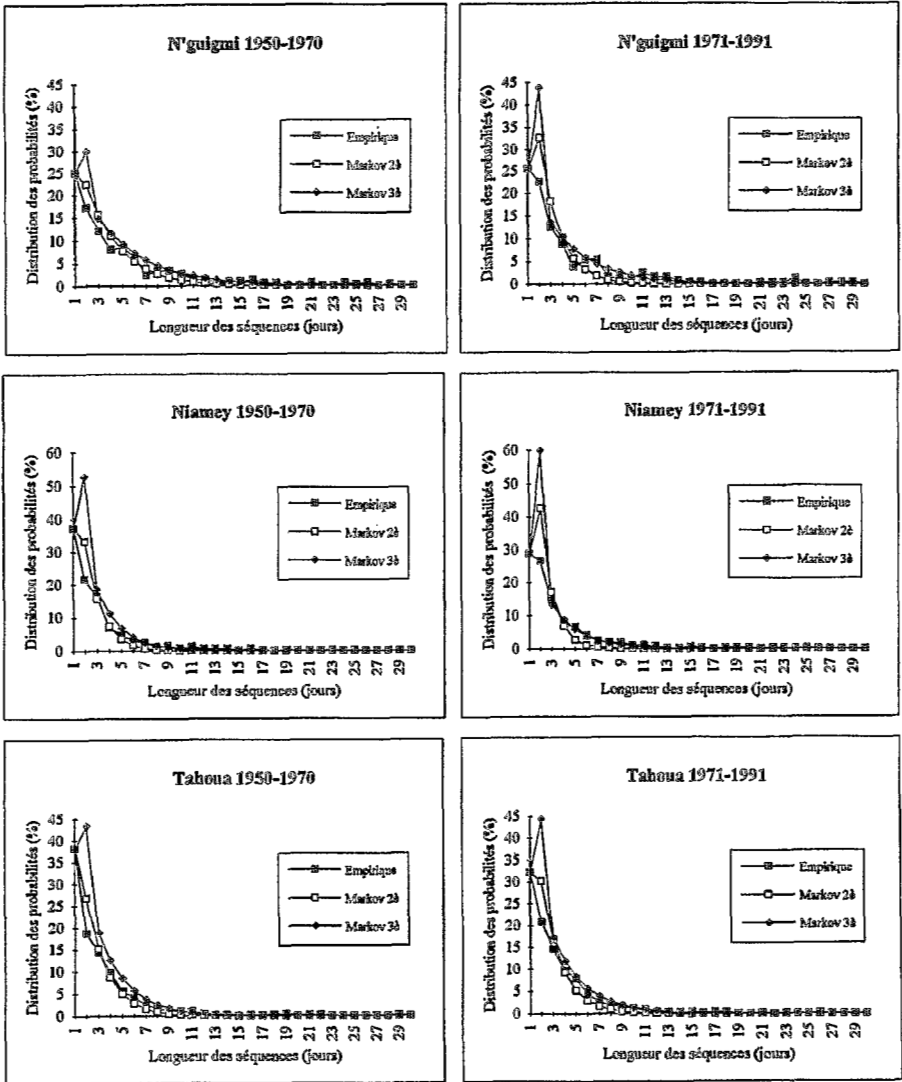 N'guigmi 1950-1970
Distribution des probabilités (%)
45
40
35
30
25
20
15
10
5
0
Empirique
Markov 2è
Markov 3è
1 3 5 7 9 11 13 15 17 19 21 23 25 27 29
Longueur des séquences (jours)
N'guigmi 1971-1991
Distribution des probabilités (%)
45
40
35
30
25
20
15
10
5
0
Empirique
Markov 2è
Markov 3è
1 3 5 7 9 11 13 15 17 19 21 23 25 27 29
Longueur des séquences (jours)
Niamey 1950-1970
Distribution des probabilités (%)
60
50
40
30
20
10
0
Empirique
Markov 2è
Markov 3è
1 3 5 7 9 11 13 15 17 19 21 23 25 27 29
Longueur des séquences (jours)
Niamey 1971-1991
Distribution des probabilités (%)
60
50
40
30
20
10
0
Empirique
Markov 2è
Markov 3è
1 3 5 7 9 11 13 15 17 19 21 23 25 27 29
Longueur des séquences (jours)
Tahoua 1950-1970
Distribution des probabilités (%)
45
40
35
30
25
20
15
10
5
0
Empirique
Markov 2è
Markov 3è
1 3 5 7 9 11 13 15 17 19 21 23 25 27 29
Longueur des séquences (jours)
Tahoua 1971-1991
Distribution des probabilités (%)
45
40
35
30
25
20
15
10
5
0
Empirique
Markov 2è
Markov 3è
1 3 5 7 9 11 13 15 17 19 21 23 25 27 29
Longueur des séquences (jours)